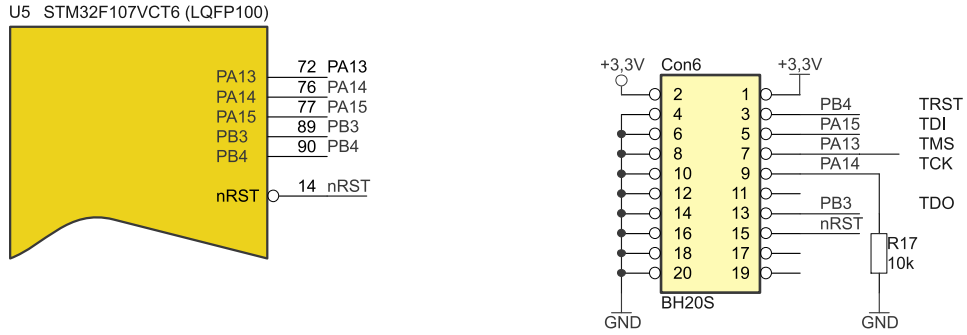 U5 STM32F107VCT6 (LQFP100)
PA13 72 PA13
PA14 76 PA14
PA15 77 PA15
PB3 89 PB3
PB4 90 PB4
nRST 14 nRST
+3,3V Con6 +3,3V
2 1
4 3 PB4 TRST
6 5 PA15 TDI
8 7 PA13 TMS
10 9 PA14 TCK
12 11
14 13 PB3 TDO
16 15 nRST
18 17
20 19
R17
10k
BH20S
GND GND